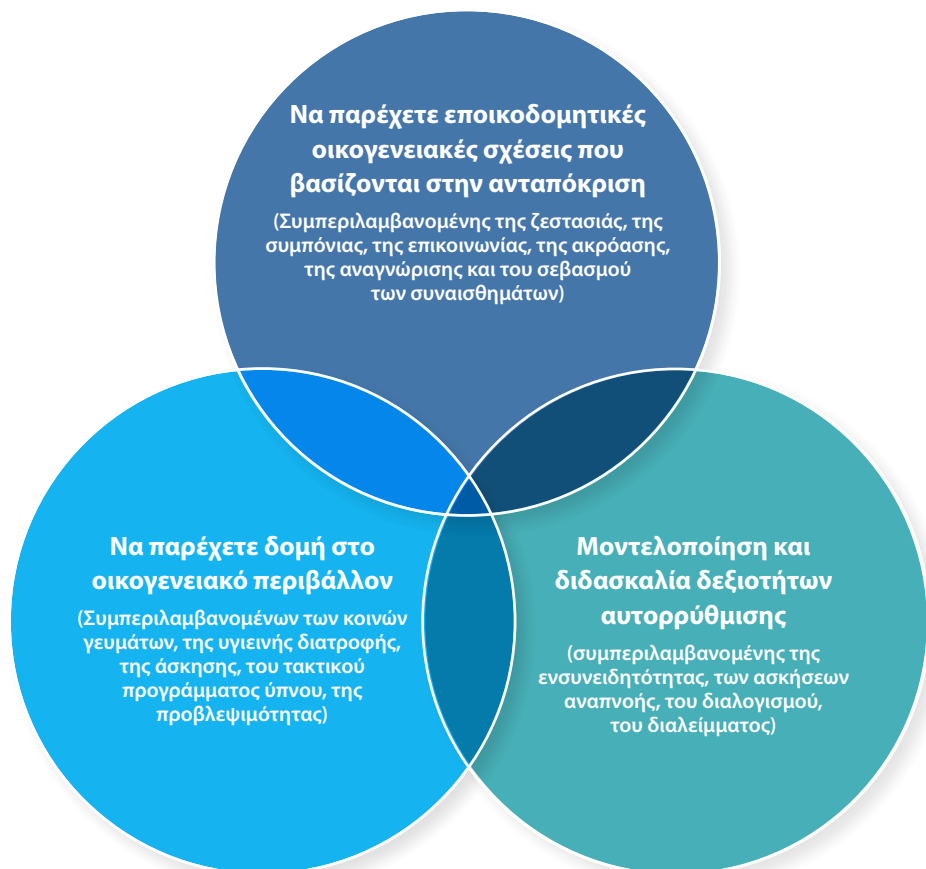 Να παρέχετε εποικοδομητικές
οικογενειακές σχέσεις που
βασίζονται στην ανταπόκριση
(Συμπεριλαμβανομένης της ζεστασιάς, της
συμπόνιας, της επικοινωνίας, της ακρόασης,
της αναγνώρισης και του σεβασμού
των συναισθημάτων)
Να παρέχετε δομή στο
οικογενειακό περιβάλλον
(Συμπεριλαμβανομένων των κοινών
γευμάτων, της υγιεινής διατροφής,
της άσκησης, του τακτικού
προγράμματος ύπνου, της
προβλεψιμότητας)
Μοντελοποίηση και
διδασκαλία δεξιοτήτων
αυτορρύθμισης
(συμπεριλαμβανομένης της
ενσυνειδητότητας, των ασκήσεων
αναπνοής, του διαλογισμού,
του διαλείμματος)